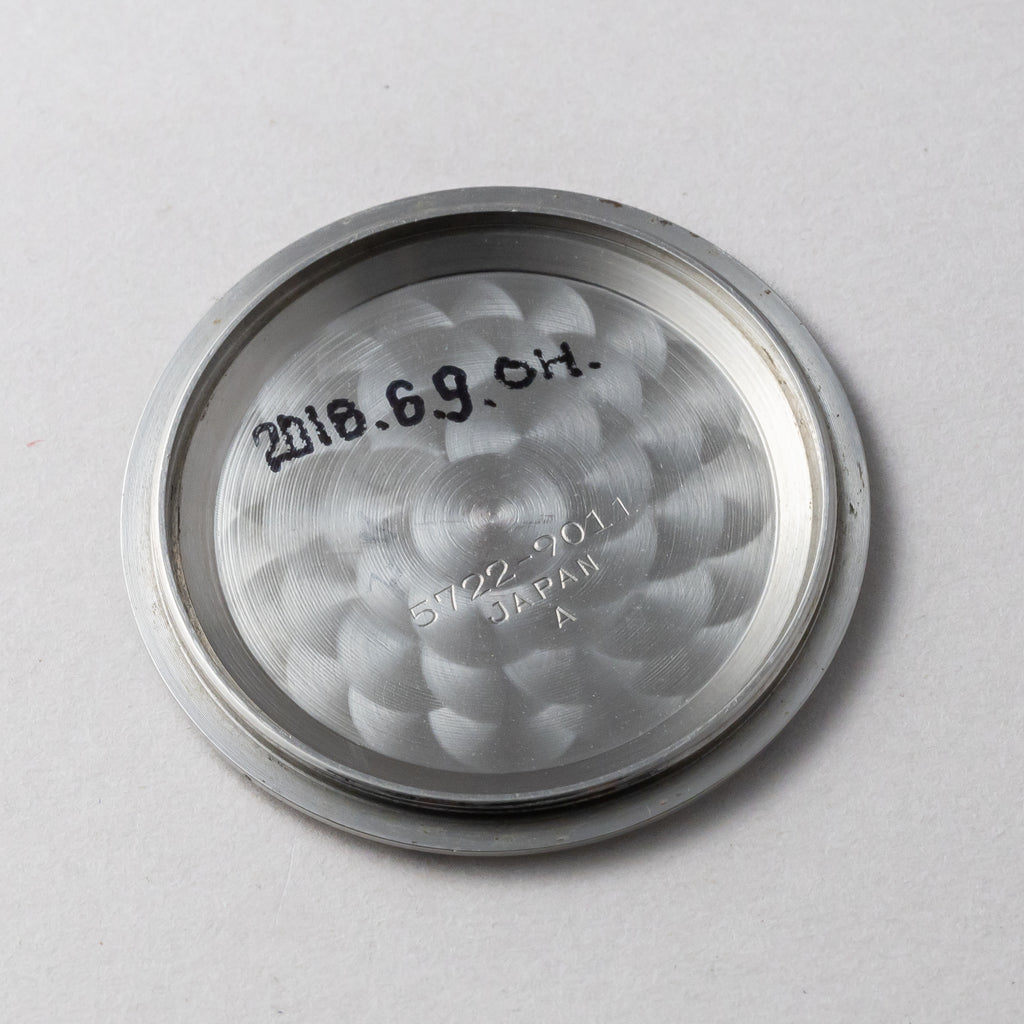 2018.6.9. OH.
5722-9011
JAPAN
A